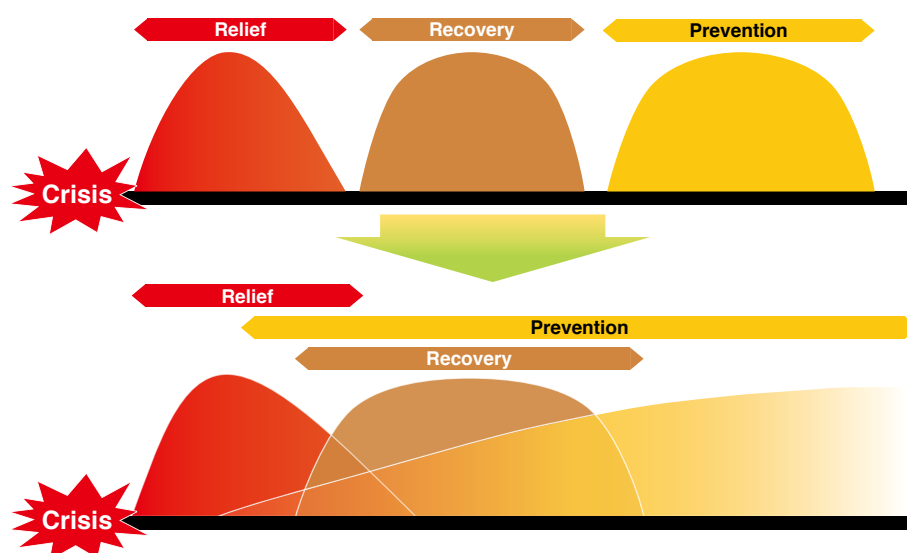 Relief
Recovery
Prevention
Crisis
Relief
Prevention
Recovery
Crisis